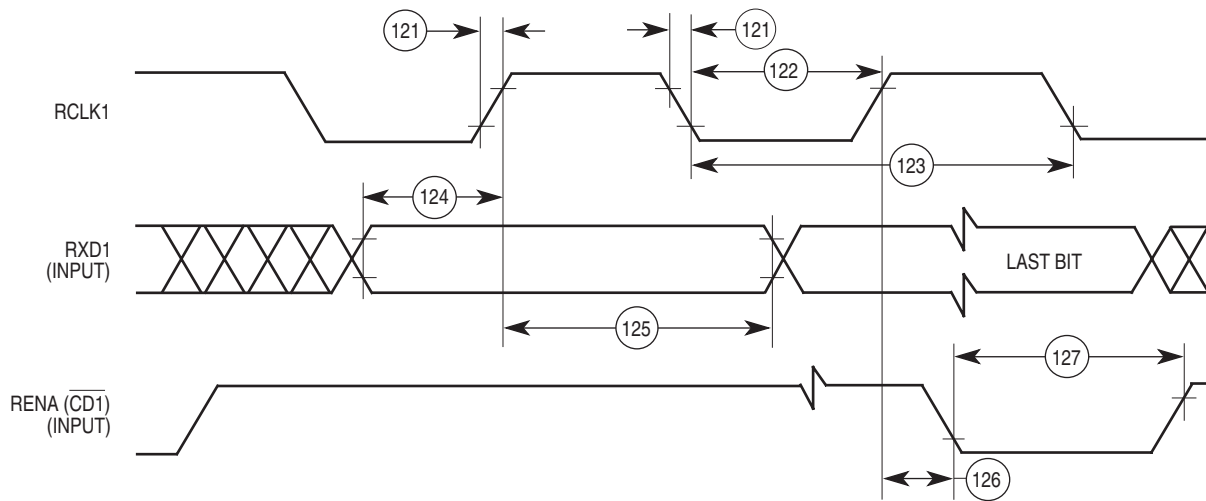 121
121
122
RCLK1
123
124
RXD1
(INPUT)
LAST BIT
125
127
RENA (CD1)
(INPUT)
126